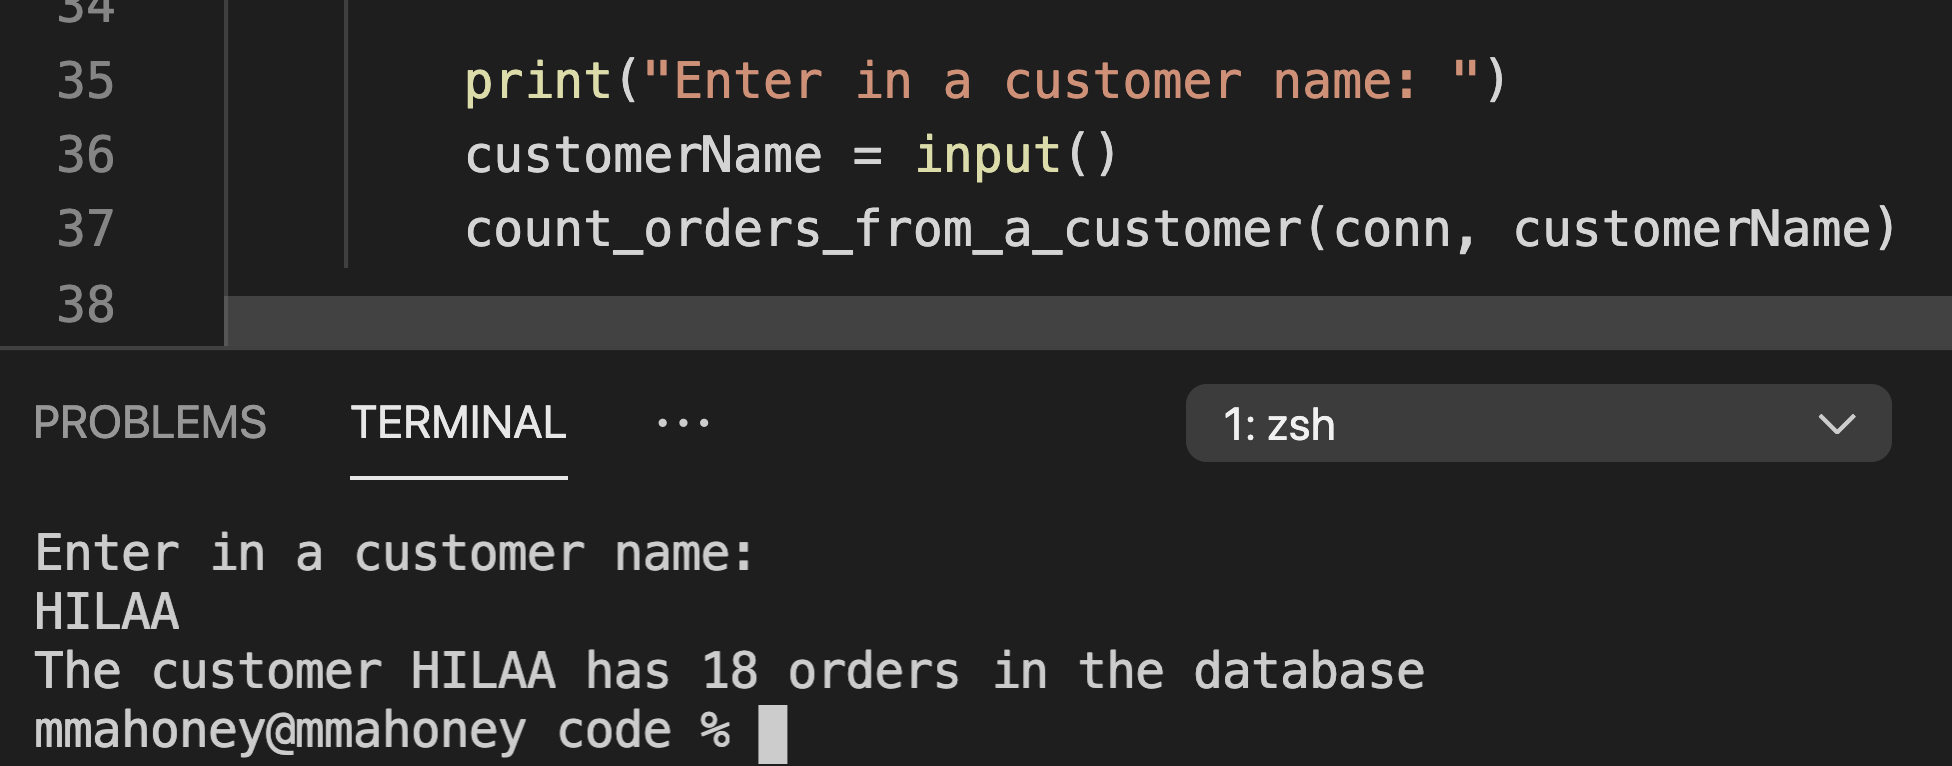 34
35 print("Enter in a customer name: ")
36 customerName = input()
37 count_orders_from_a_customer(conn, customerName)
38
PROBLEMS TERMINAL ··· 1: zsh
Enter in a customer name:
HILAA
The customer HILAA has 18 orders in the database
mmahoney@mmahoney code %